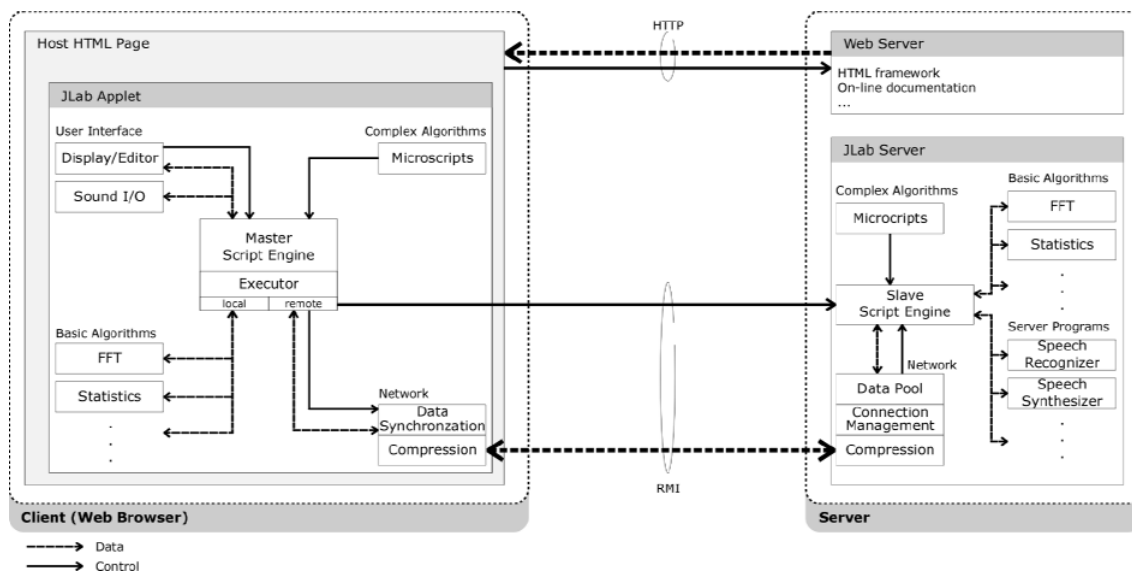 HTTP
Host HTML Page
JLab Applet
User Interface
Display/Editor
Sound I/O
Complex Algorithms
Microscripts
Master
Script Engine
Executor
local
remote
Basic Algorithms
FFT
Statistics
.
.
.
Network
Data
Synchronzation
Compression
Client (Web Browser)
RMI
Web Server
HTML framework
On-line documentation
...
JLab Server
Complex Algorithms
Microcripts
Slave
Script Engine
Network
Data Pool
Connection
Management
Compression
Basic Algorithms
FFT
Statistics
.
.
.
Server Programs
Speech
Recognizer
Speech
Synthesizer
.
.
.
Server
Data
Control